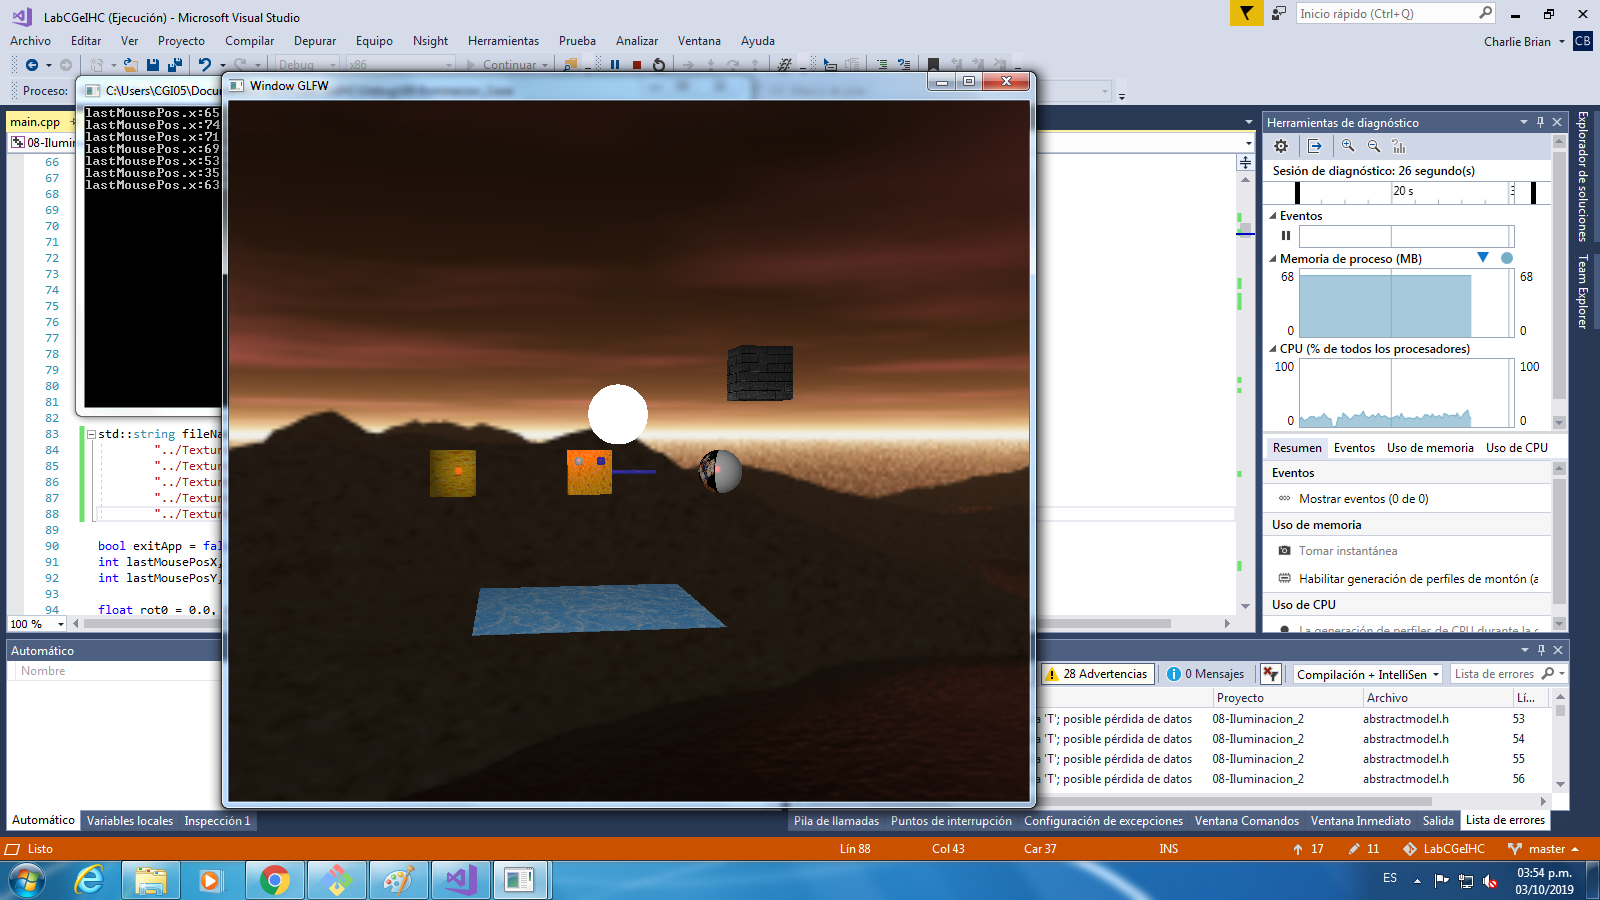 LabCGeIHC (Ejecución) - Microsoft Visual Studio
Inicio rápido (Ctrl+Q)
Archivo Editar Ver Proyecto Compilar Depurar Equipo Nsight Herramientas Prueba Analizar Ventana Ayuda
Charlie Brian CB
Debug x86 Continuar
Proceso:
C:\Users\CGI05\Docu
Window GLFW
main.cpp
08-Ilumin
lastMousePos.x:65
lastMousePos.x:74
lastMousePos.x:71
lastMousePos.x:69
lastMousePos.x:53
lastMousePos.x:35
lastMousePos.x:63
66
67
68
69
70
71
72
73
74
75
76
77
78
79
80
81
82
83 std::string fileNa
84 "../Textur
85 "../Textur
86 "../Textur
87 "../Textur
88 "../Textur
89
90 bool exitApp = fal
91 int lastMousePosX,
92 int lastMousePosY,
93
94 float rot0 = 0.0,
100 %
Herramientas de diagnóstico
Sesión de diagnóstico: 26 segundo(s)
20 s
Eventos
Memoria de proceso (MB)
68 68
0 0
CPU (% de todos los procesadores)
100 100
0 0
Resumen Eventos Uso de memoria Uso de CPU
Eventos
Mostrar eventos (0 de 0)
Uso de memoria
Tomar instantánea
Habilitar generación de perfiles de montón (a
Uso de CPU
La generación de perfiles de CPU durante la
Explorador de soluciones
Team Explorer
Automático
Nombre
Automático Variables locales Inspección 1
28 Advertencias 0 Mensajes Compilación + IntelliSen Lista de errores
Proyecto Archivo Lí...
a 'T'; posible pérdida de datos 08-Iluminacion_2 abstractmodel.h 53
a 'T'; posible pérdida de datos 08-Iluminacion_2 abstractmodel.h 54
a 'T'; posible pérdida de datos 08-Iluminacion_2 abstractmodel.h 55
a 'T'; posible pérdida de datos 08-Iluminacion_2 abstractmodel.h 56
Pila de llamadas Puntos de interrupción Configuración de excepciones Ventana Comandos Ventana Inmediato Salida Lista de errores
Listo Lín 88 Col 43 Car 37 INS 17 11 LabCGeIHC master
ES
03:54 p.m.
03/10/2019